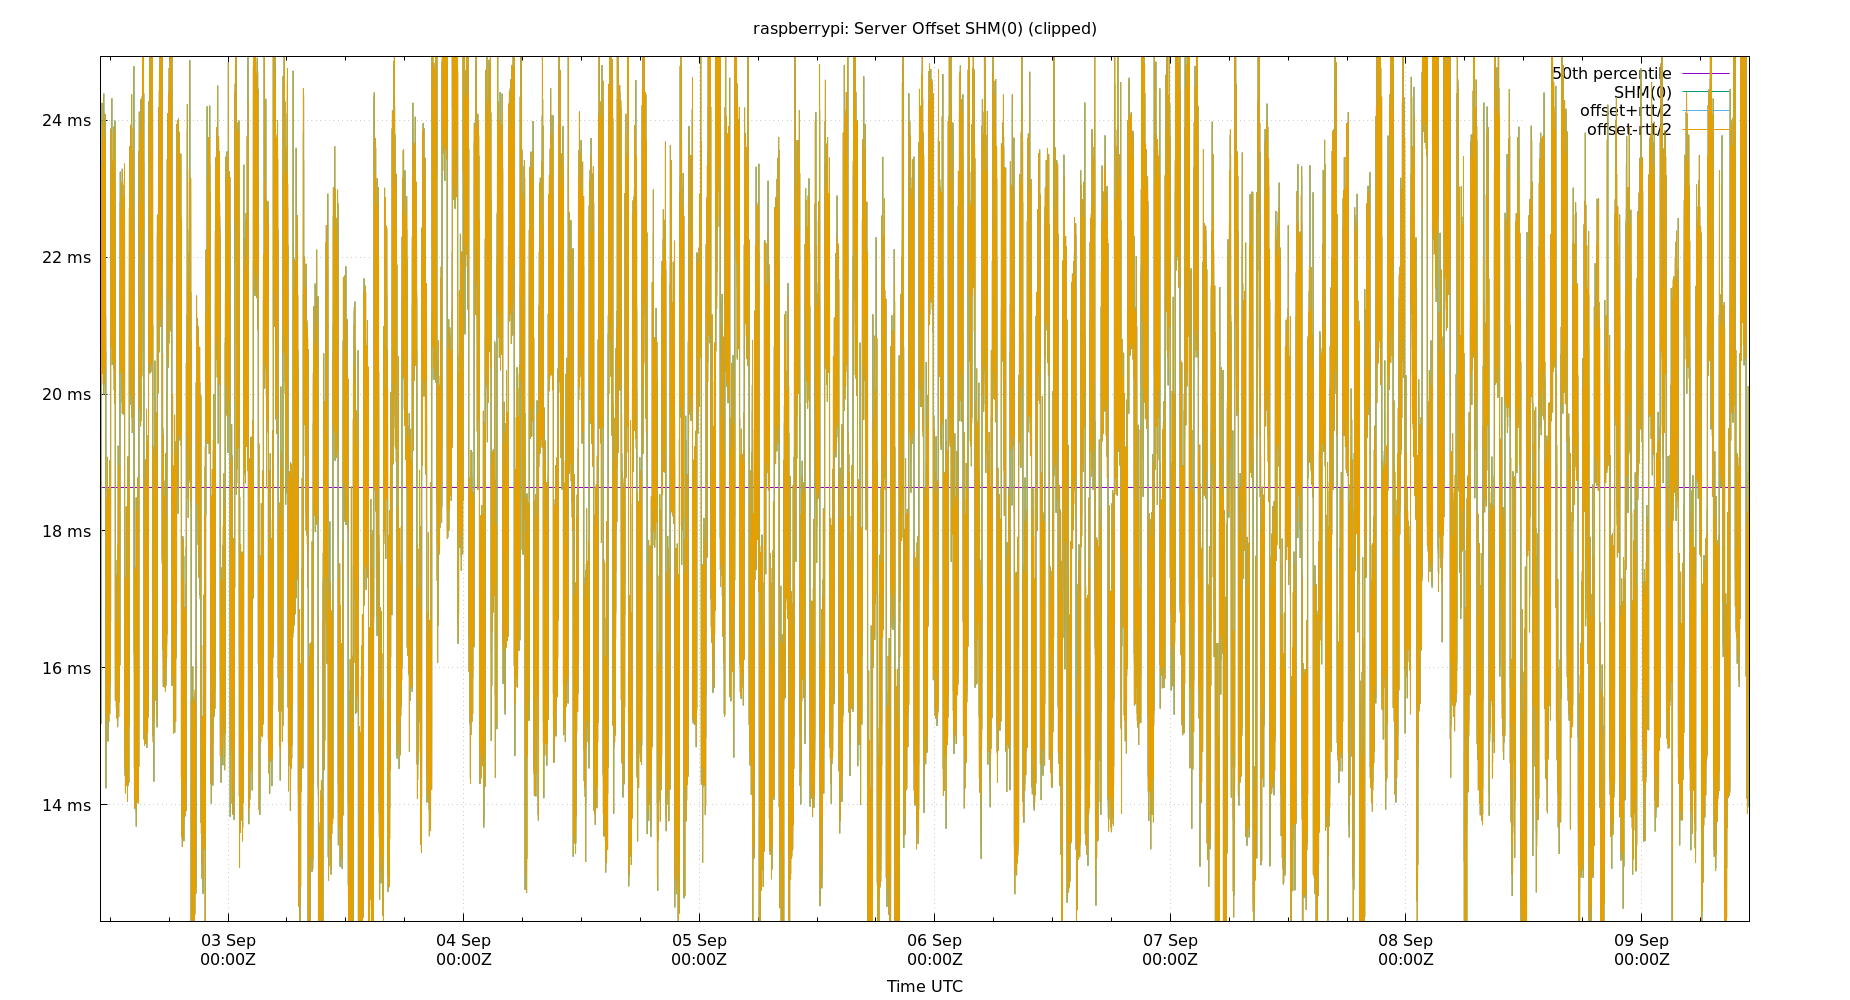 raspberrypi: Server Offset SHM(0) (clipped)
50th percentile
SHM(0)
offset+rtt/2
offset-rtt/2
24 ms
22 ms
20 ms
18 ms
16 ms
14 ms
03 Sep 04 Sep 05 Sep 06 Sep 07 Sep 08 Sep 09 Sep
00:00Z 00:00Z 00:00Z 00:00Z 00:00Z 00:00Z 00:00Z
Time UTC